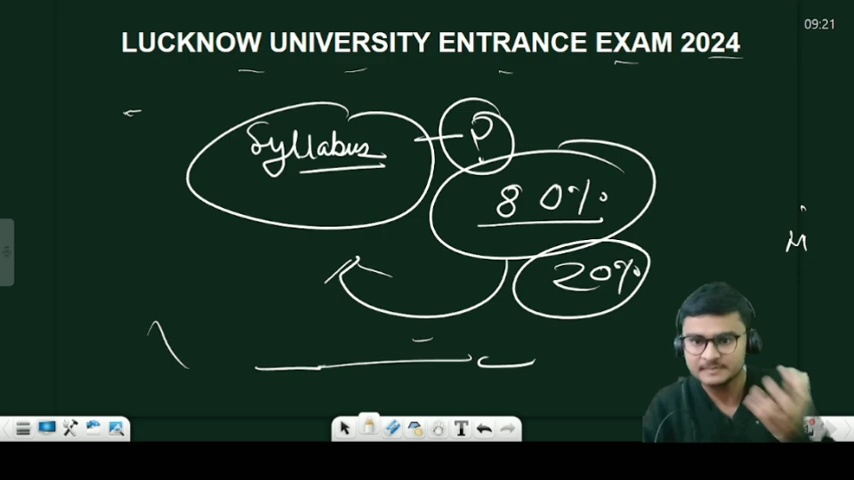 LUCKNOW UNIVERSITY ENTRANCE EXAM 2024
09:21
Syllabus
P
80%
20%
M
T